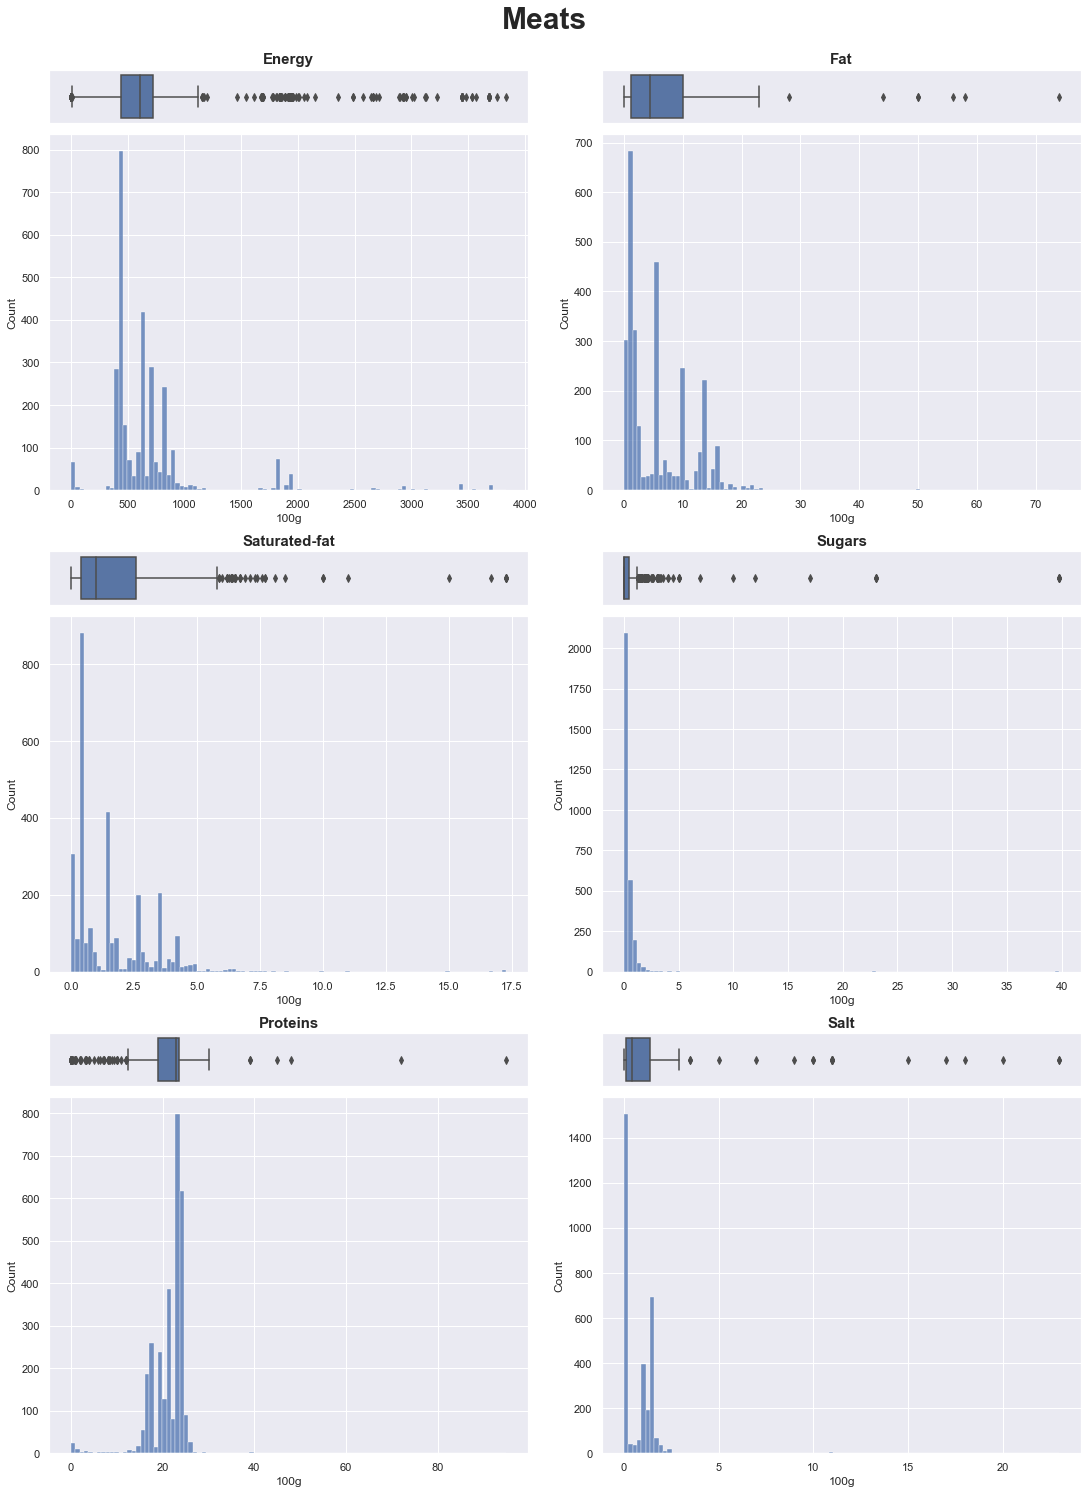 Meats
Energy
Fat
800
700
600
500
400
300
200
100
0
Count
0 500 1000 1500 2000 2500 3000 3500 4000
100g
700
600
500
400
300
200
100
0
Count
0 10 20 30 40 50 60 70
100g
Saturated-fat
Sugars
800
600
400
200
0
Count
0.0 2.5 5.0 7.5 10.0 12.5 15.0 17.5
100g
2000
1750
1500
1250
1000
750
500
250
0
Count
0 5 10 15 20 25 30 35 40
100g
Proteins
Salt
800
700
600
500
400
300
200
100
0
Count
0 20 40 60 80
100g
1400
1200
1000
800
600
400
200
0
Count
0 5 10 15 20
100g